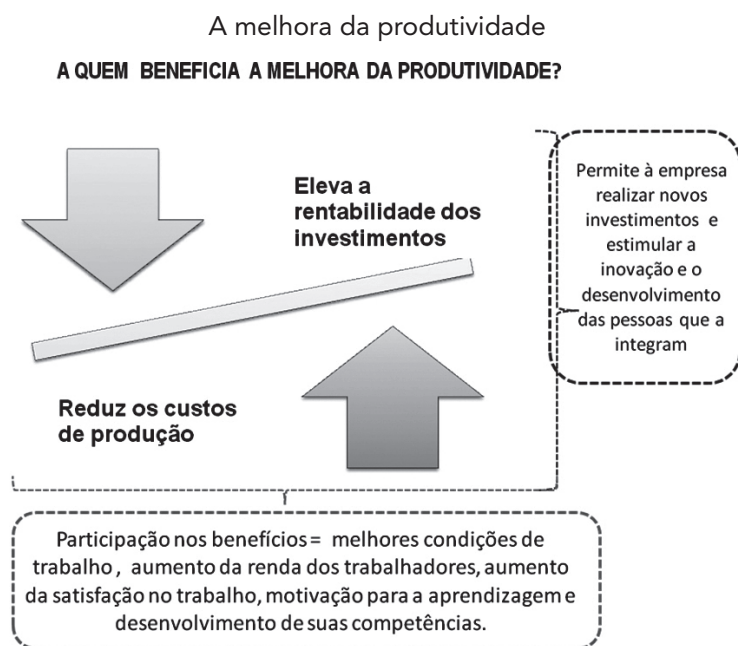 A melhora da produtividade
A QUEM BENEFICIA A MELHORA DA PRODUTIVIDADE?
Eleva a
rentabilidade dos
investimentos
Permite à empresa
realizar novos
investimentos e
estimular a
inovação e o
desenvolvimento
das pessoas que a
integram
Reduz os custos
de produção
Participação nos benefícios = melhores condições de
trabalho , aumento da renda dos trabalhadores, aumento
da satisfação no trabalho, motivação para a aprendizagem e
desenvolvimento de suas competências.